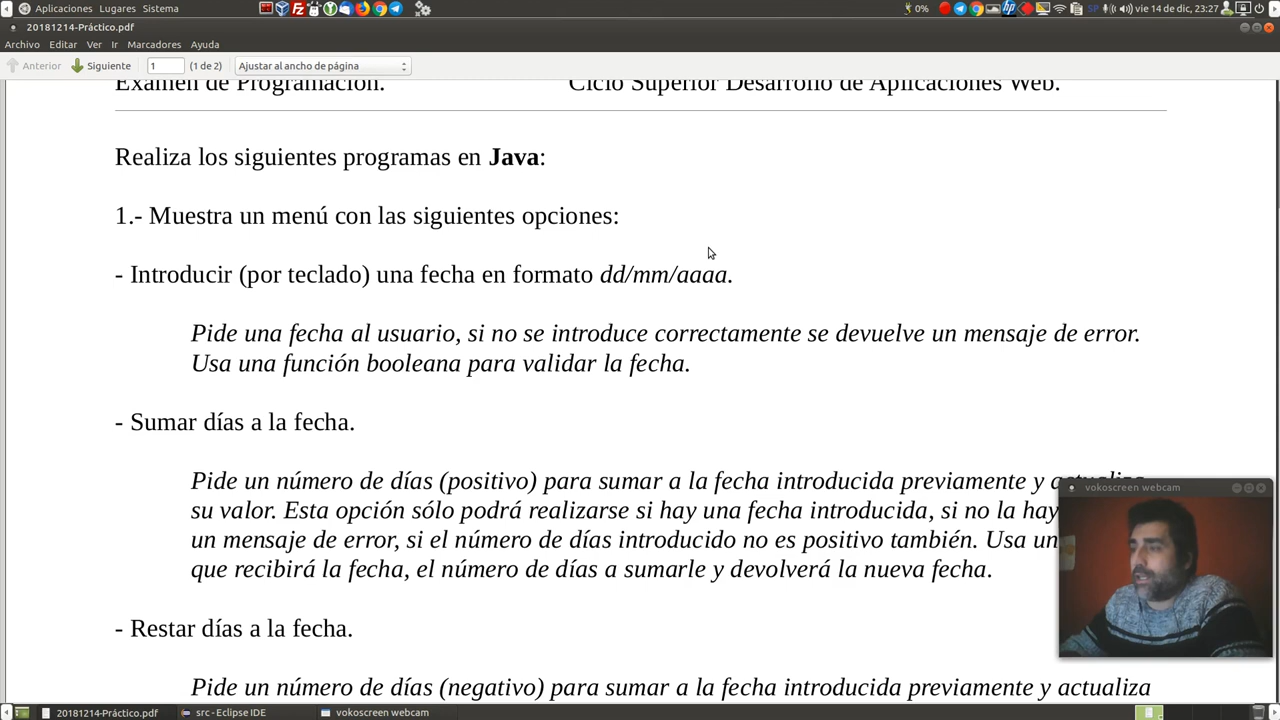 Aplicaciones Lugares Sistema
0%
SP
vie 14 de dic, 23:27
20181214-Práctico.pdf
Archivo Editar Ver Ir Marcadores Ayuda
Anterior Siguiente 1 (1 de 2) Ajustar al ancho de página
Examen de Programación. Ciclo Superior Desarrollo de Aplicaciones Web.
Realiza los siguientes programas en Java:
1.- Muestra un menú con las siguientes opciones:
- Introducir (por teclado) una fecha en formato dd/mm/aaaa.
Pide una fecha al usuario, si no se introduce correctamente se devuelve un mensaje de error.
Usa una función booleana para validar la fecha.
- Sumar días a la fecha.
Pide un número de días (positivo) para sumar a la fecha introducida previamente y actualiza
su valor. Esta opción sólo podrá realizarse si hay una fecha introducida, si no la hay
un mensaje de error, si el número de días introducido no es positivo también. Usa un
que recibirá la fecha, el número de días a sumarle y devolverá la nueva fecha.
- Restar días a la fecha.
Pide un número de días (negativo) para sumar a la fecha introducida previamente y actualiza
vokoscreen webcam
20181214-Práctico.pdf
src - Eclipse IDE
vokoscreen webcam